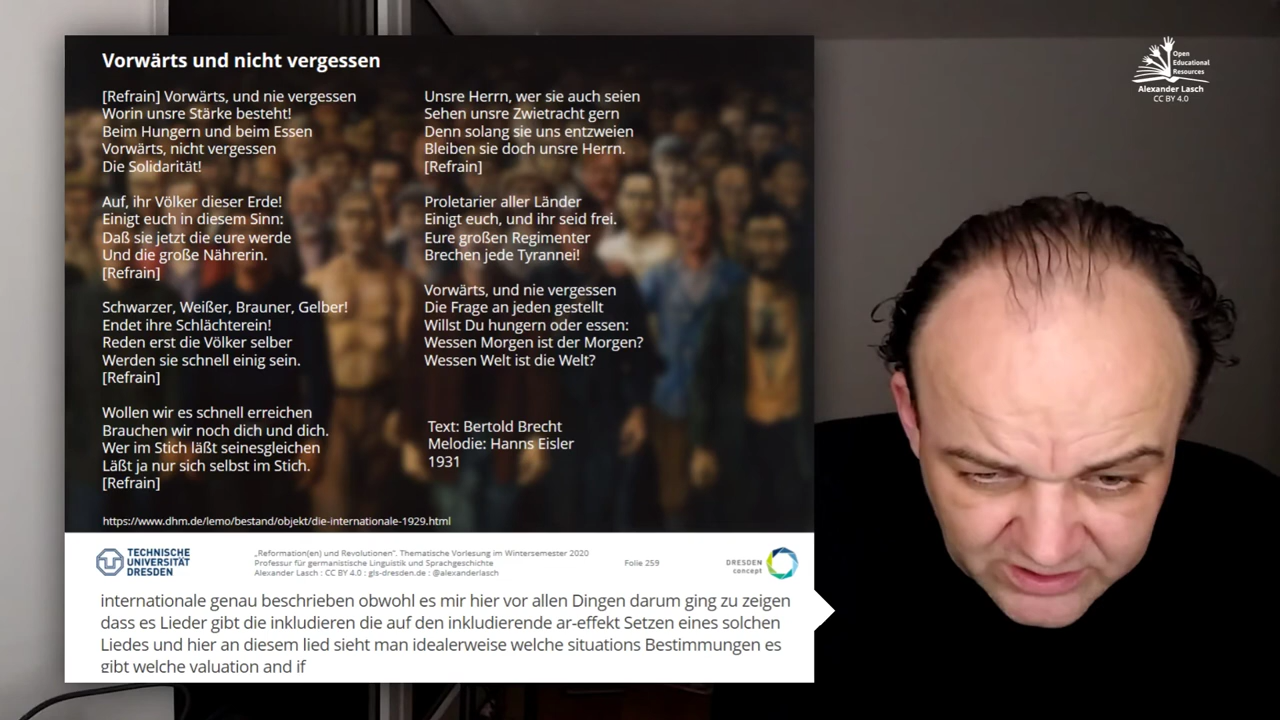 Vorwärts und nicht vergessen
[Refrain] Vorwärts, und nie vergessen
Worin unsre Stärke besteht!
Beim Hungern und beim Essen
Vorwärts, nicht vergessen
Die Solidarität!
Auf, ihr Völker dieser Erde!
Einigt euch in diesem Sinn:
Daß sie jetzt die eure werde
Und die große Nährerin.
[Refrain]
Schwarzer, Weißer, Brauner, Gelber!
Endet ihre Schlächterein!
Reden erst die Völker selber
Werden sie schnell einig sein.
[Refrain]
Wollen wir es schnell erreichen
Brauchen wir noch dich und dich.
Wer im Stich läßt seinesgleichen
Läßt ja nur sich selbst im Stich.
[Refrain]
Unsre Herrn, wer sie auch seien
Sehen unsre Zwietracht gern
Denn solang sie uns entzweien
Bleiben sie doch unsre Herrn.
[Refrain]
Proletarier aller Länder
Einigt euch, und ihr seid frei.
Eure großen Regimenter
Brechen jede Tyrannei!
Vorwärts, und nie vergessen
Die Frage an jeden gestellt
Willst Du hungern oder essen:
Wessen Morgen ist der Morgen?
Wessen Welt ist die Welt?
Text: Bertold Brecht
Melodie: Hanns Eisler
1931
https://www.dhm.de/lemo/bestand/objekt/die-internationale-1929.html
TECHNISCHE
UNIVERSITÄT
DRESDEN
„Reformation(en) und Revolutionen". Thematische Vorlesung im Wintersemester 2020
Professur für germanistische Linguistik und Sprachgeschichte
Alexander Lasch : CC BY 4.0 : gls-dresden.de : @alexanderlasch
Folie 259
DRESDEN
concept
internationale genau beschrieben obwohl es mir hier vor allen Dingen darum ging zu zeigen
dass es Lieder gibt die inkludieren die auf den inkludierende ar-effekt Setzen eines solchen
Liedes und hier an diesem lied sieht man idealerweise welche situations Bestimmungen es
gibt welche valuation and if
Open
Educational
Resources
Alexander Lasch
CC BY 4.0